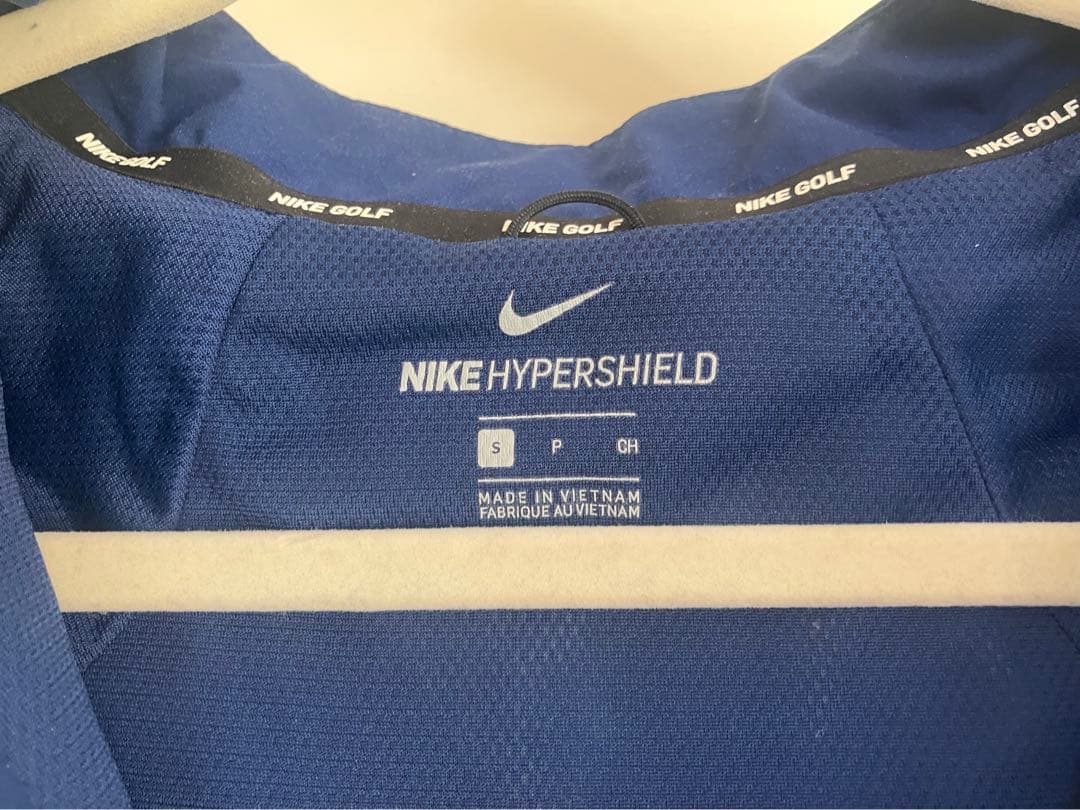 NIKE GOLF
NIKE GOLF
NIKE GOLF
NIKE GOLF
NIKE GOLF
NIKE HYPERSHIELD
S P CH
MADE IN VIETNAM
FABRIQUE AU VIETNAM